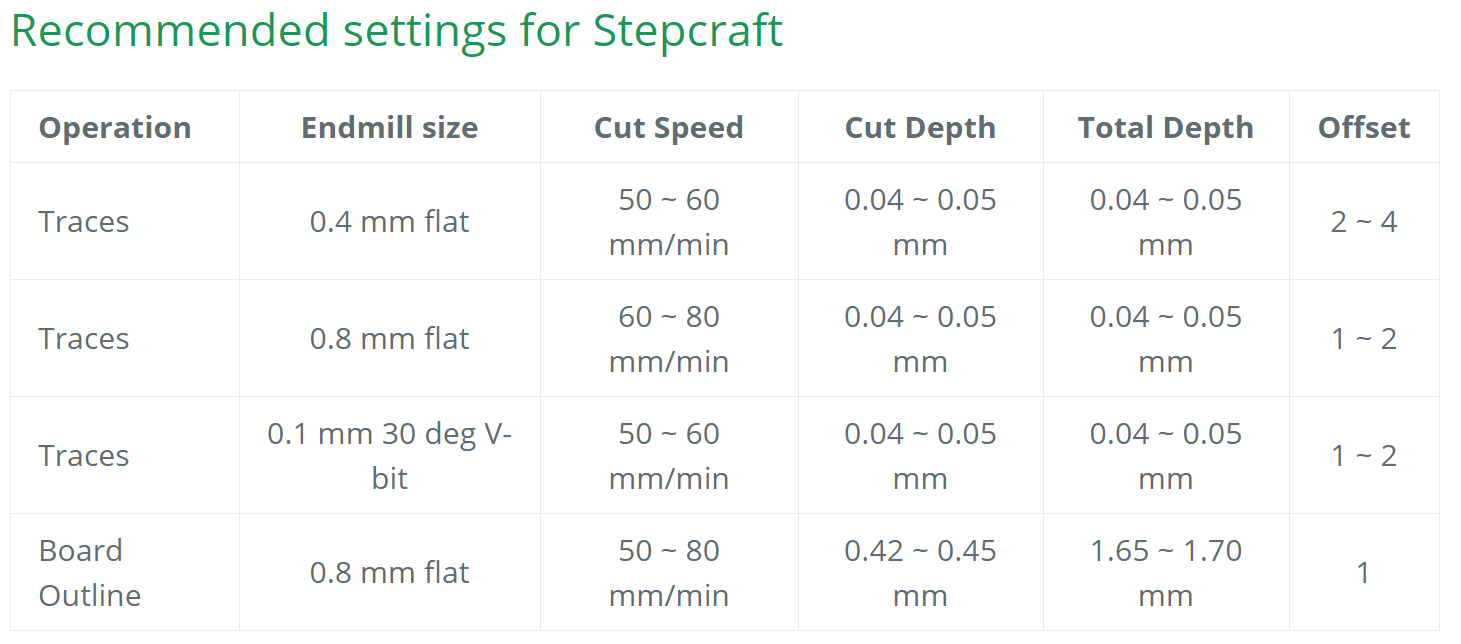 Recommended settings for Stepcraft
Operation Endmill size Cut Speed Cut Depth Total Depth Offset
Traces 0.4 mm flat 50 ~ 60 mm/min 0.04 ~ 0.05 mm 0.04 ~ 0.05 mm 2 ~ 4
Traces 0.8 mm flat 60 ~ 80 mm/min 0.04 ~ 0.05 mm 0.04 ~ 0.05 mm 1 ~ 2
Traces 0.1 mm 30 deg V-bit 50 ~ 60 mm/min 0.04 ~ 0.05 mm 0.04 ~ 0.05 mm 1 ~ 2
Board Outline 0.8 mm flat 50 ~ 80 mm/min 0.42 ~ 0.45 mm 1.65 ~ 1.70 mm 1